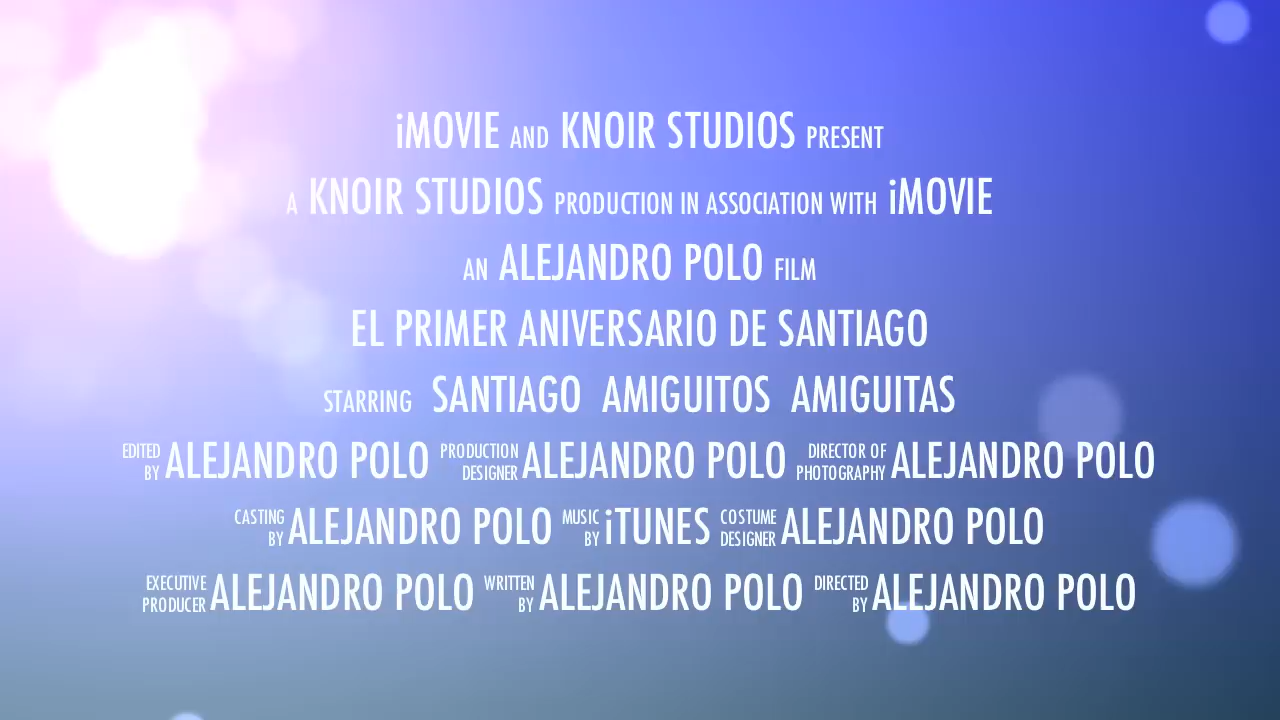 iMOVIE AND KNOIR STUDIOS PRESENT
A KNOIR STUDIOS PRODUCTION IN ASSOCIATION WITH iMOVIE
AN ALEJANDRO POLO FILM
EL PRIMER ANIVERSARIO DE SANTIAGO
STARRING SANTIAGO AMIGUITOS AMIGUITAS
EDITED BY ALEJANDRO POLO PRODUCTION DESIGNER ALEJANDRO POLO DIRECTOR OF PHOTOGRAPHY ALEJANDRO POLO
CASTING BY ALEJANDRO POLO MUSIC BY iTUNES COSTUME DESIGNER ALEJANDRO POLO
EXECUTIVE PRODUCER ALEJANDRO POLO WRITTEN BY ALEJANDRO POLO DIRECTED BY ALEJANDRO POLO